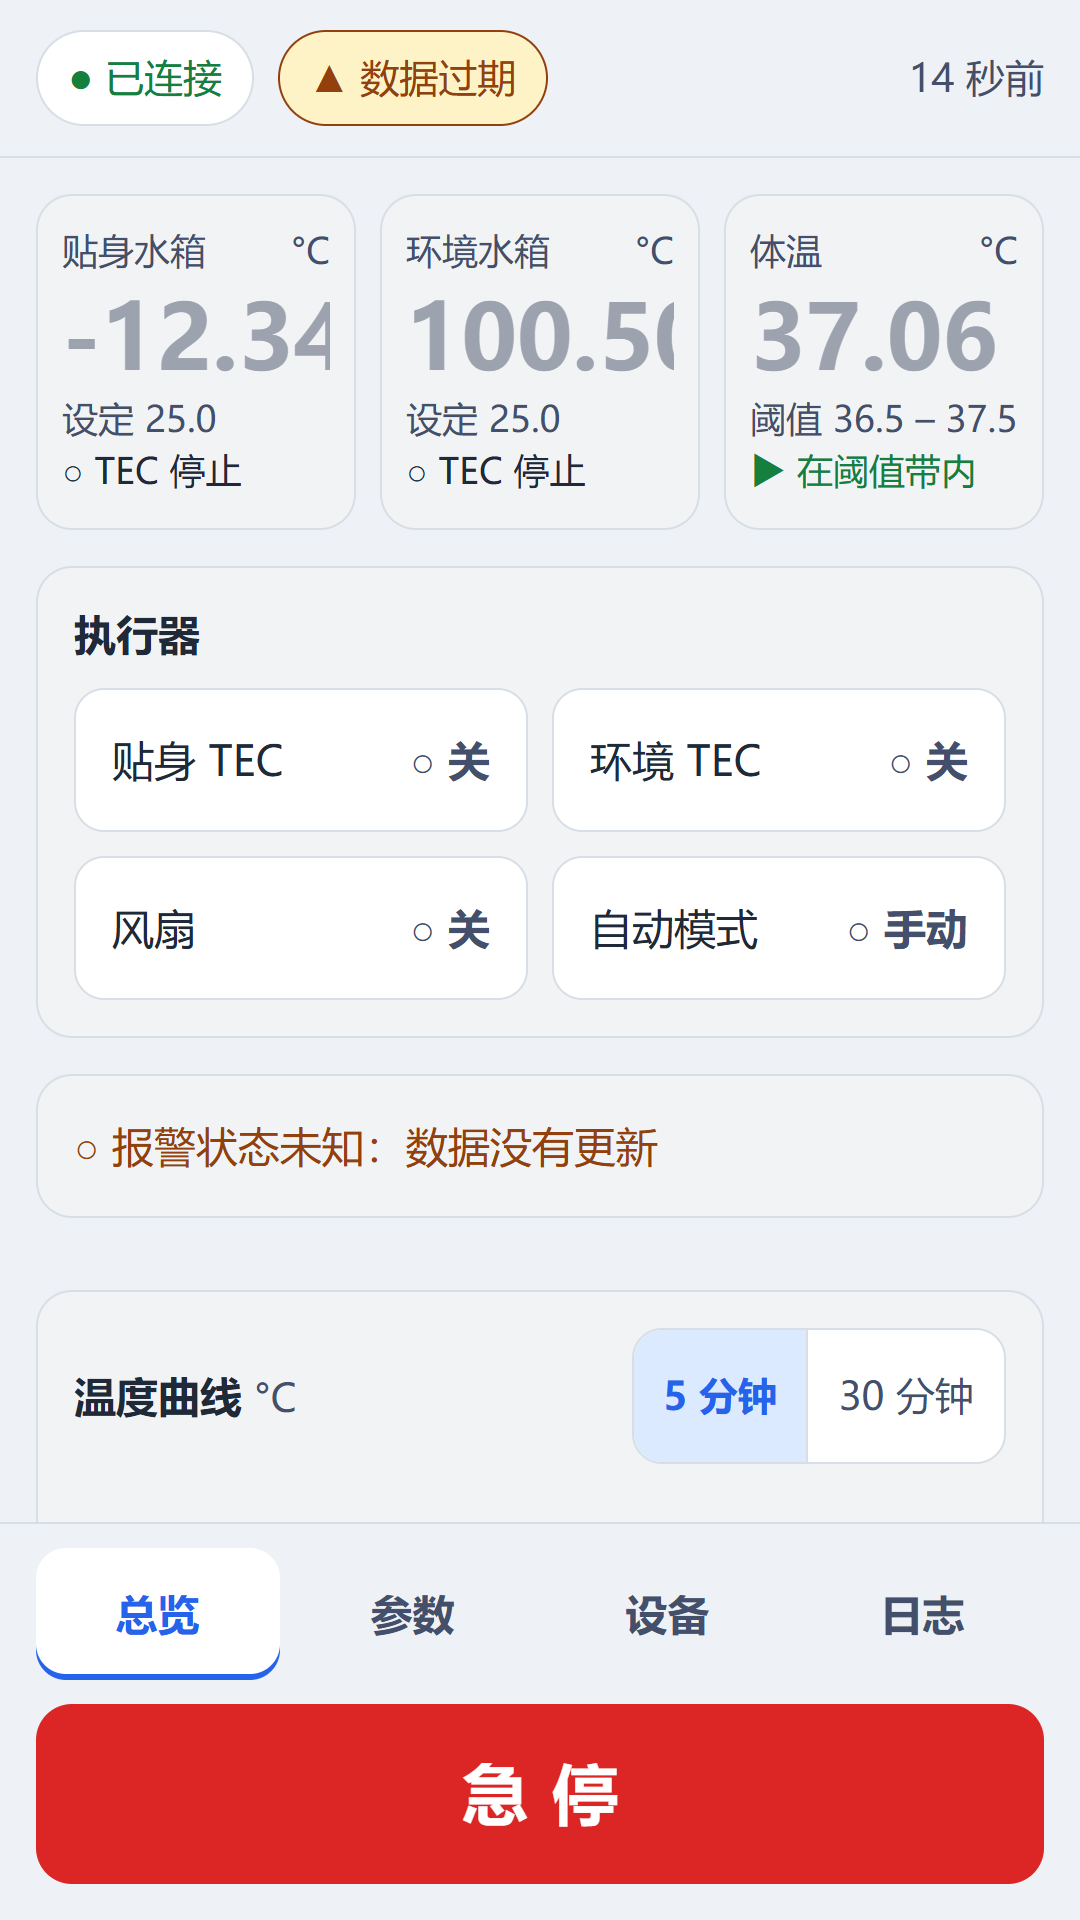 ● 已连接
▲ 数据过期
14 秒前
贴身水箱 °C
-12.34
设定 25.0
○ TEC 停止
环境水箱 °C
100.50
设定 25.0
○ TEC 停止
体温 °C
37.06
阈值 36.5 – 37.5
▶ 在阈值带内
执行器
贴身 TEC ○ 关
环境 TEC ○ 关
风扇 ○ 关
自动模式 ○ 手动
○ 报警状态未知：数据没有更新
温度曲线 °C
5 分钟
30 分钟
总览
参数
设备
日志
急 停